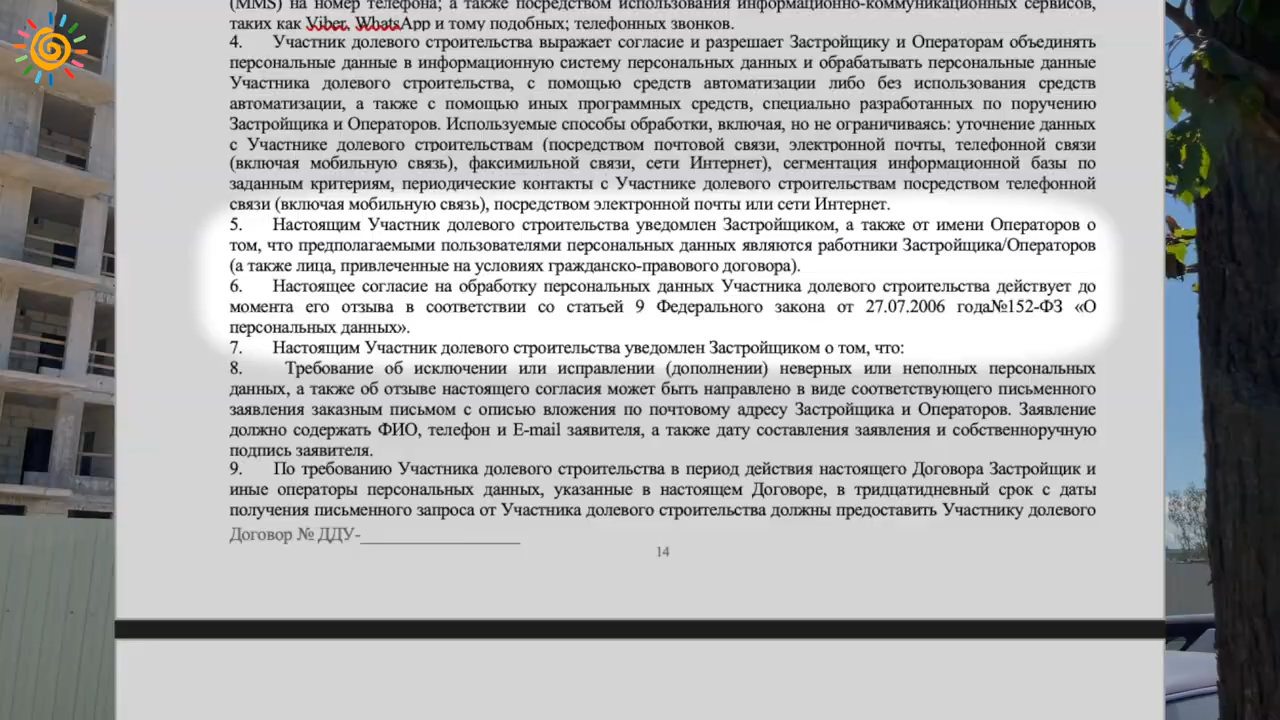 (MMS) на номер телефона; а также посредством использования информационно-коммуникационных сервисов,
таких как Viber, WhatsApp и тому подобных; телефонных звонков.
4. Участник долевого строительства выражает согласие и разрешает Застройщику и Операторам объединять
персональные данные в информационную систему персональных данных и обрабатывать персональные данные
Участника долевого строительства, с помощью средств автоматизации либо без использования средств
автоматизации, а также с помощью иных программных средств, специально разработанных по поручению
Застройщика и Операторов. Используемые способы обработки, включая, но не ограничиваясь: уточнение данных
с Участнике долевого строительствам (посредством почтовой связи, электронной почты, телефонной связи
(включая мобильную связь), факсимильной связи, сети Интернет), сегментация информационной базы по
заданным критериям, периодические контакты с Участнике долевого строительствам посредством телефонной
связи (включая мобильную связь), посредством электронной почты или сети Интернет.
5. Настоящим Участник долевого строительства уведомлен Застройщиком, а также от имени Операторов о
том, что предполагаемыми пользователями персональных данных являются работники Застройщика/Операторов
(а также лица, привлеченные на условиях гражданско-правового договора).
6. Настоящее согласие на обработку персональных данных Участника долевого строительства действует до
момента его отзыва в соответствии со статьей 9 Федерального закона от 27.07.2006 года№152-ФЗ «О
персональных данных».
7. Настоящим Участник долевого строительства уведомлен Застройщиком о том, что:
8. Требование об исключении или исправлении (дополнении) неверных или неполных персональных
данных, а также об отзыве настоящего согласия может быть направлено в виде соответствующего письменного
заявления заказным письмом с описью вложения по почтовому адресу Застройщика и Операторов. Заявление
должно содержать ФИО, телефон и E-mail заявителя, а также дату составления заявления и собственноручную
подпись заявителя.
9. По требованию Участника долевого строительства в период действия настоящего Договора Застройщик и
иные операторы персональных данных, указанные в настоящем Договоре, в тридцатидневный срок с даты
получения письменного запроса от Участника долевого строительства должны предоставить Участнику долевого
Договор № ДДУ-__________________
14